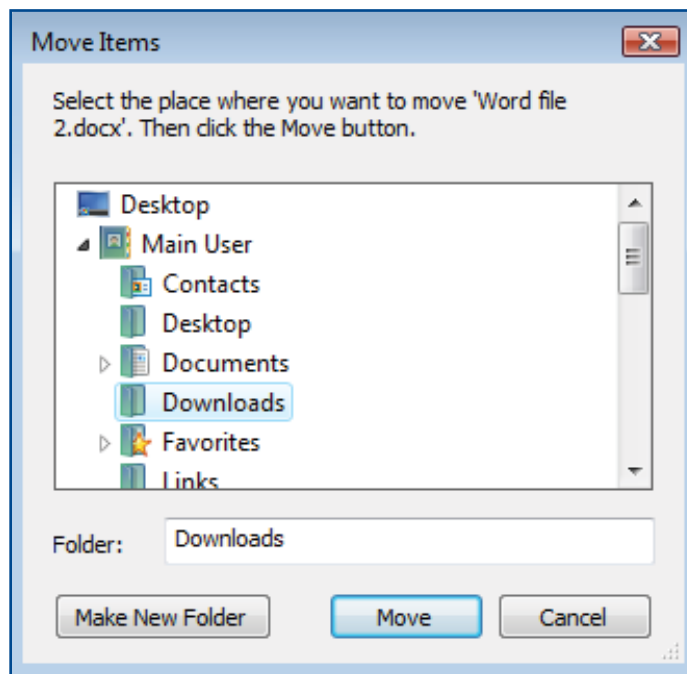 Move Items
Select the place where you want to move 'Word file
2.docx'. Then click the Move button.
Desktop
Main User
Contacts
Desktop
Documents
Downloads
Favorites
Links
Folder: Downloads
Make New Folder Move Cancel